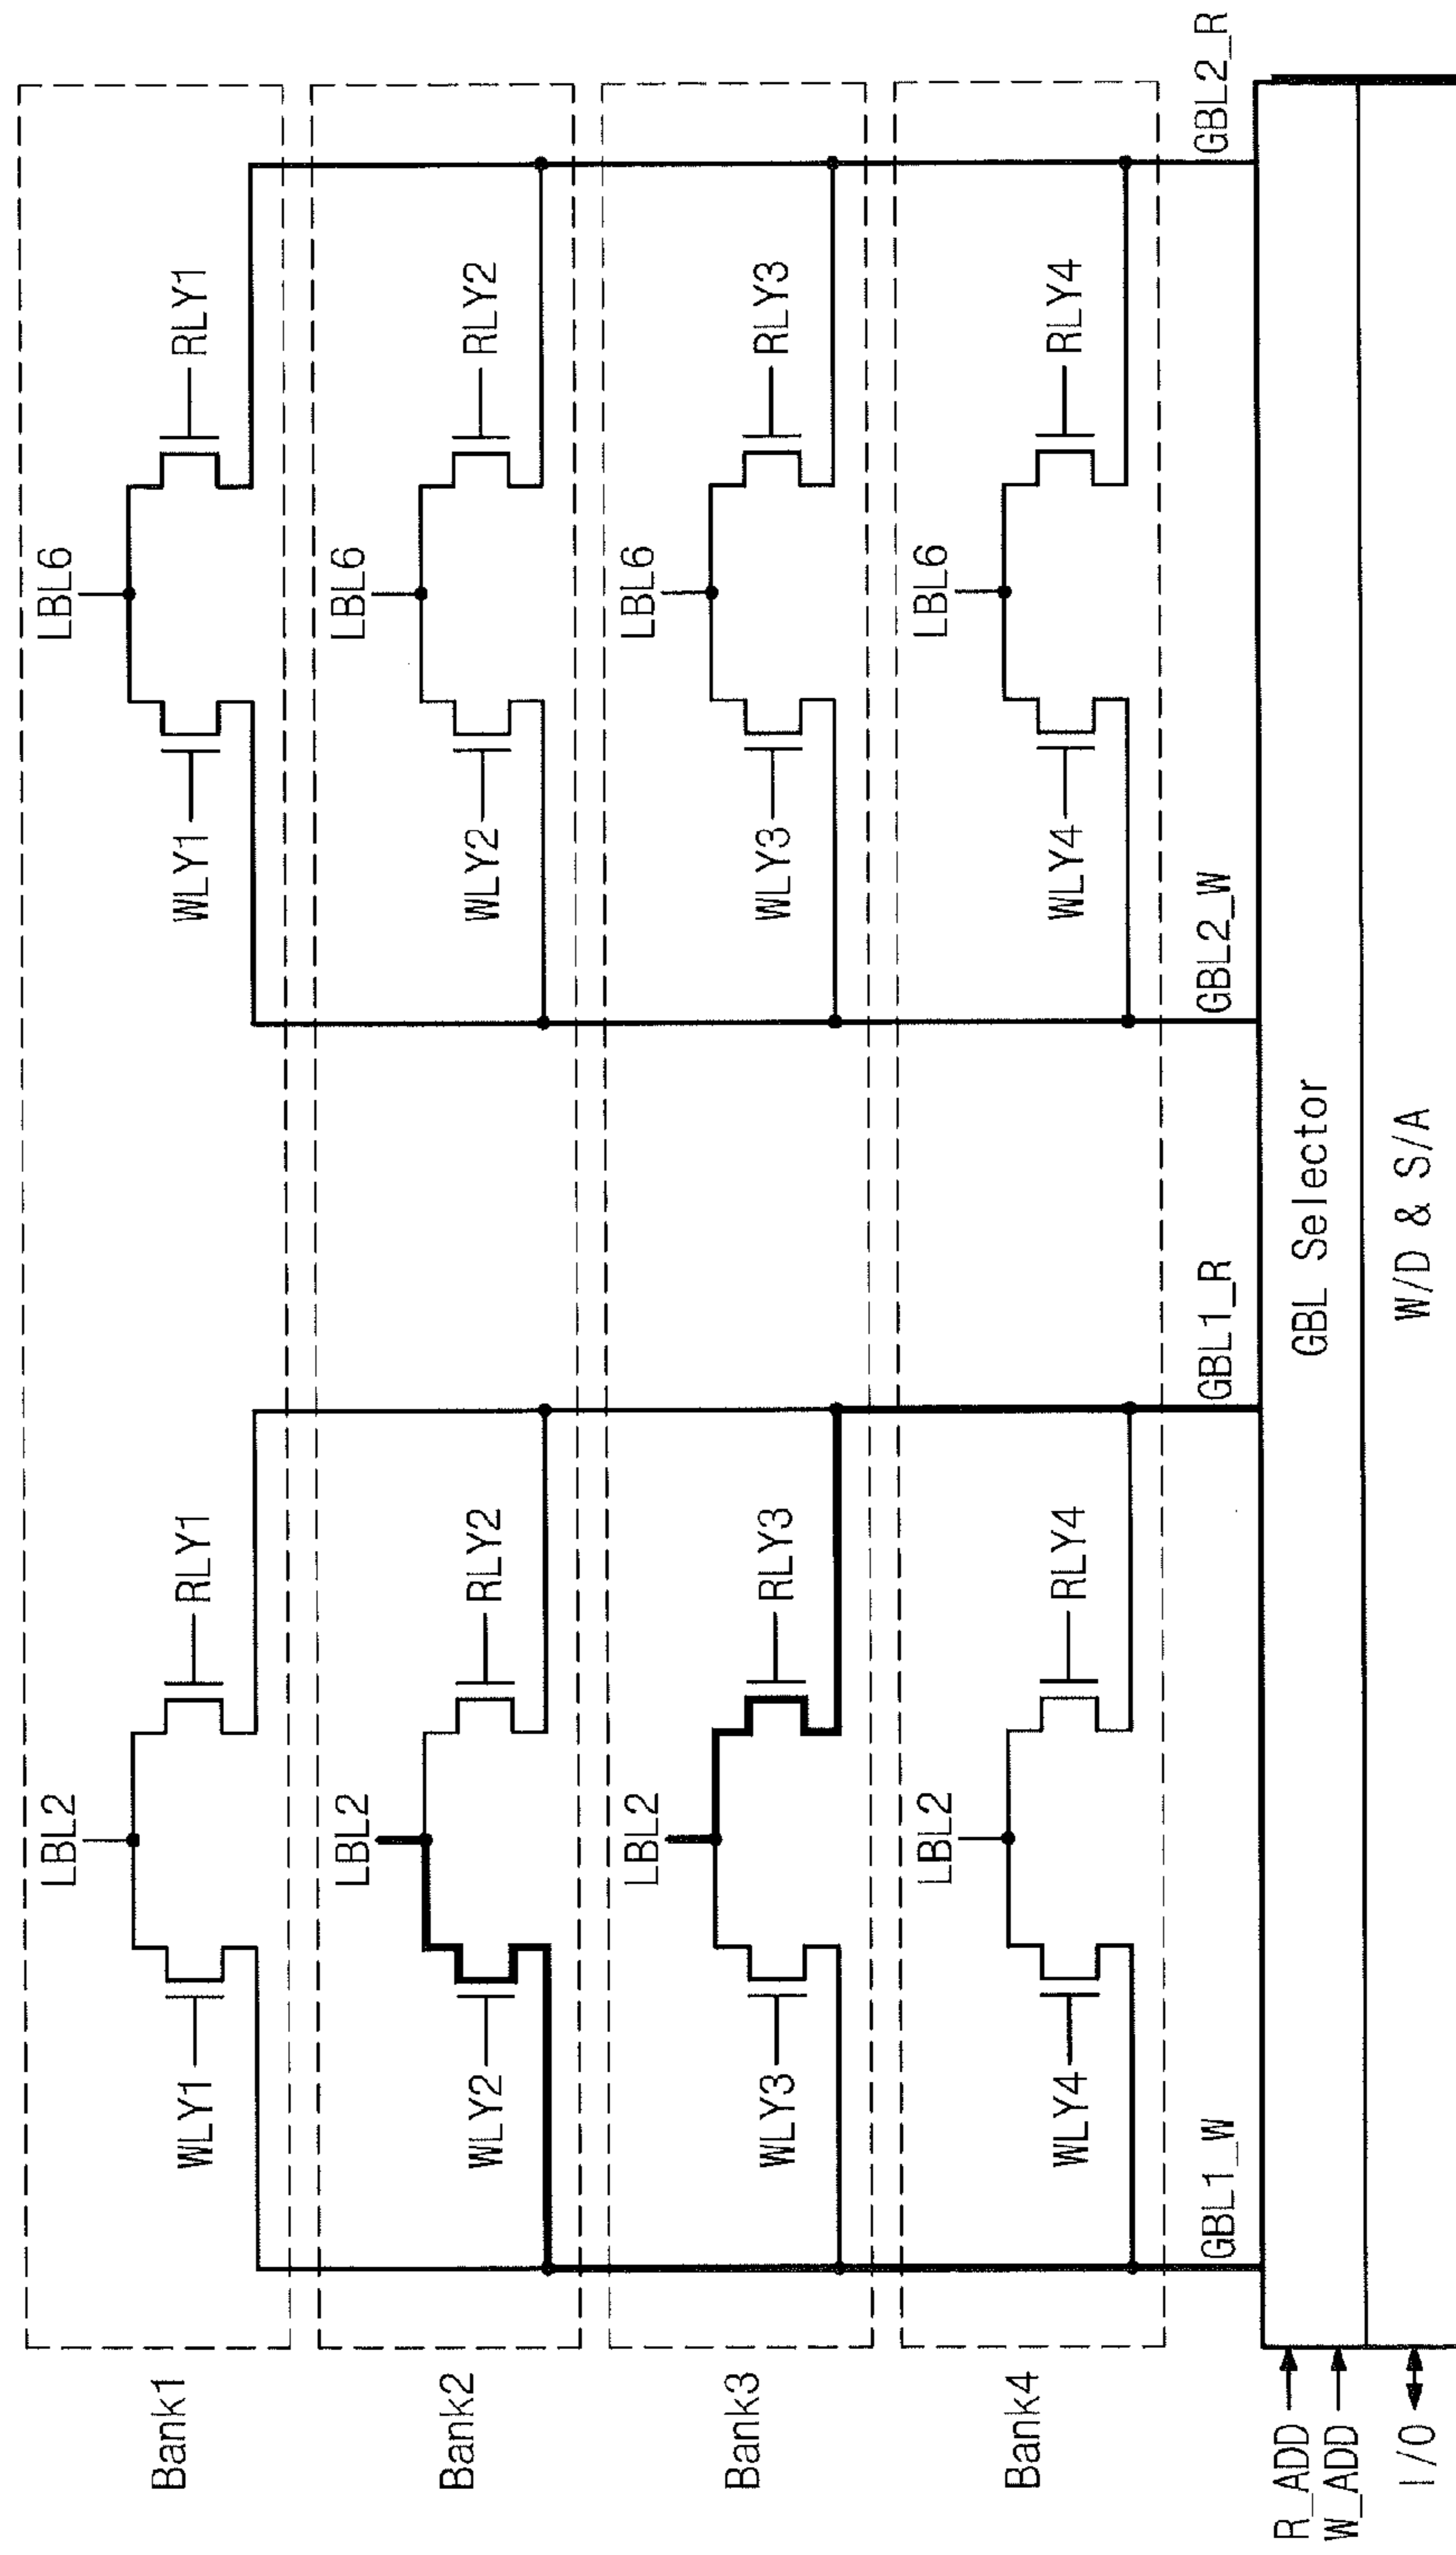 Bank1
LBL2
LBL6
WLY1
RLY1
WLY1
RLY1
Bank2
LBL2
LBL6
WLY2
RLY2
WLY2
RLY2
Bank3
LBL2
LBL6
WLY3
RLY3
WLY3
RLY3
Bank4
LBL2
LBL6
WLY4
RLY4
WLY4
RLY4
GBL1_W
GBL1_R
GBL2_W
GBL2_R
R_ADD
W_ADD
GBL Selector
I/O
W/D & S/A